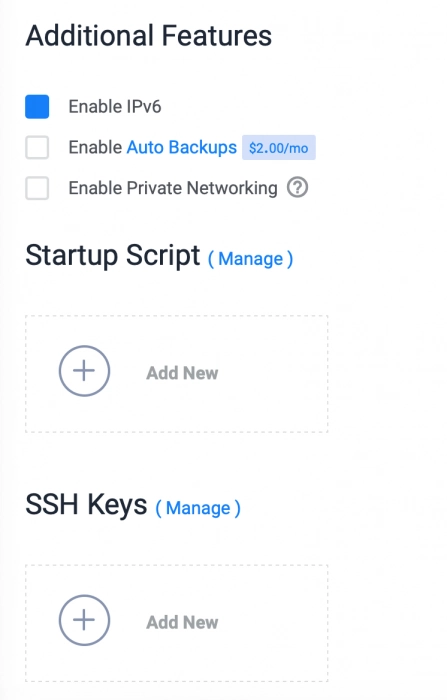 Additional Features
Enable IPv6
Enable Auto Backups $2.00/mo
Enable Private Networking ?
Startup Script ( Manage )
Add New
SSH Keys ( Manage )
Add New